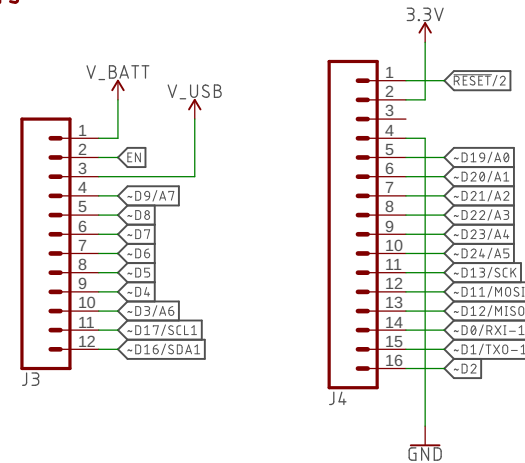 3.3V
V_BATT
V_USB
1
2 EN
3
4 ~D9/A7
5 ~D8
6 ~D7
7 ~D6
8 ~D5
9 ~D4
10 ~D3/A6
11 ~D17/SCL1
12 ~D16/SDA1
J3
1 RESET/2
2
3
4
5 ~D19/A0
6 ~D20/A1
7 ~D21/A2
8 ~D22/A3
9 ~D23/A4
10 ~D24/A5
11 ~D13/SCK
12 ~D11/MOSI
13 ~D12/MISO
14 ~D0/RXI-1
15 ~D1/TXO-1
16 ~D2
J4
GND